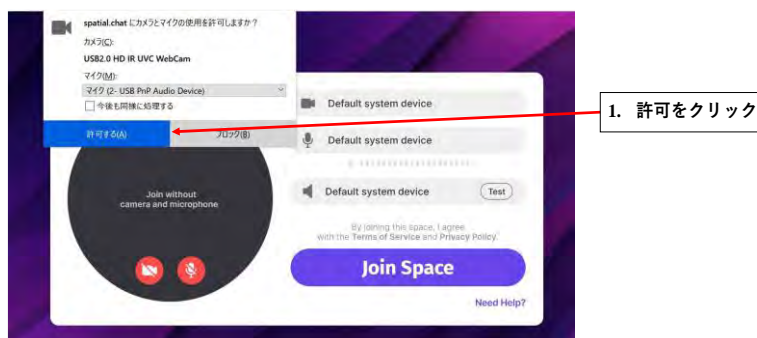 spatial.chat にカメラとマイクの使用を許可しますか?
カメラ(C):
USB2.0 HD IR UVC WebCam
マイク(M):
マイク (2- USB PnP Audio Device)
今後も同様に処理する
許可する(A)
ブロック(B)
1. 許可をクリック
Default system device
Default system device
Default system device
Test
Join without
camera and microphone
By joining this space, I agree
with the Terms of Service and Privacy Policy.
Join Space
Need Help?